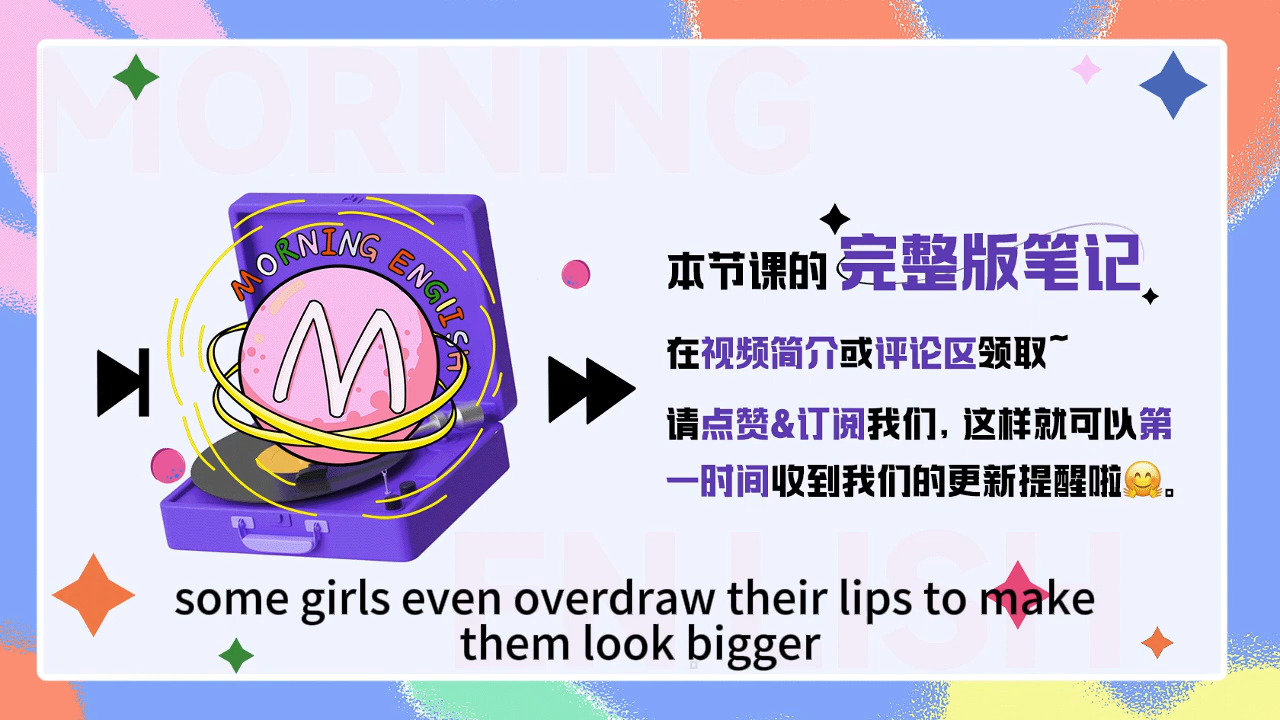 MORNING
MORNING ENGlISH
M
本节课的 完整版笔记
在视频简介或评论区领取~
请点赞&订阅我们，这样就可以第
一时间收到我们的更新提醒啦🤗。
ENLISH
some girls even overdraw their lips to make
them look bigger